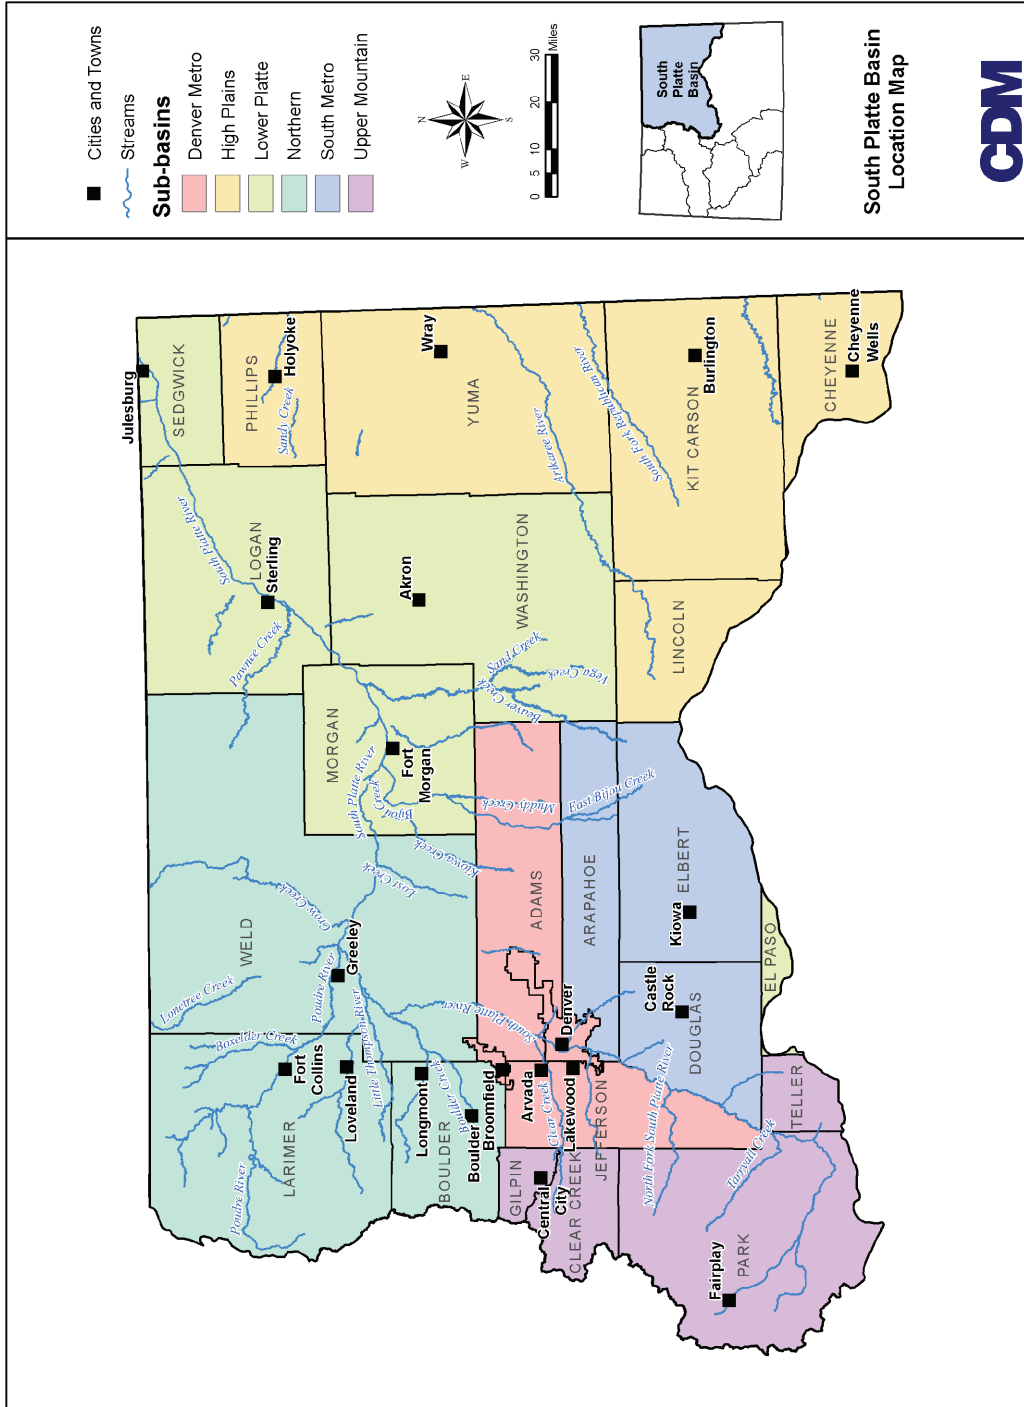 Cities and Towns
Streams
Sub-basins
Denver Metro
High Plains
Lower Platte
Northern
South Metro
Upper Mountain
N
E
S
W
0 5 10 20 30
Miles
South
Platte
Basin
South Platte Basin
Location Map
CDM
Julesburg
SEDGWICK
PHILLIPS
Holyoke
Sandy Creek
Wray
YUMA
Arikaree River
South Fork Republican River
Burlington
KIT CARSON
CHEYENNE
Cheyenne
Wells
South Platte River
LOGAN
Sterling
Pawnee Creek
Akron
WASHINGTON
Sand Creek
Vega Creek
Beaver Creek
LINCOLN
MORGAN
Fort
Morgan
South Platte River
Bijou Creek
Muddy Creek
East Bijou Creek
Kiowa Creek
Lost Creek
Crow Creek
WELD
Greeley
Lonetree Creek
Poudre River
ADAMS
ARAPAHOE
ELBERT
Kiowa
EL PASO
Castle
Rock
DOUGLAS
Denver
South Platte River
Boxelder Creek
Fort
Collins
Loveland
Little Thompson River
Longmont
Boulder Creek
Boulder
Broomfield
Arvada
Clear Creek
Lakewood
JEFFERSON
North Fork South Platte River
TELLER
Tarryall Creek
LARIMER
Poudre River
BOULDER
GILPIN
Central
City
CLEAR CREEK
Fairplay
PARK